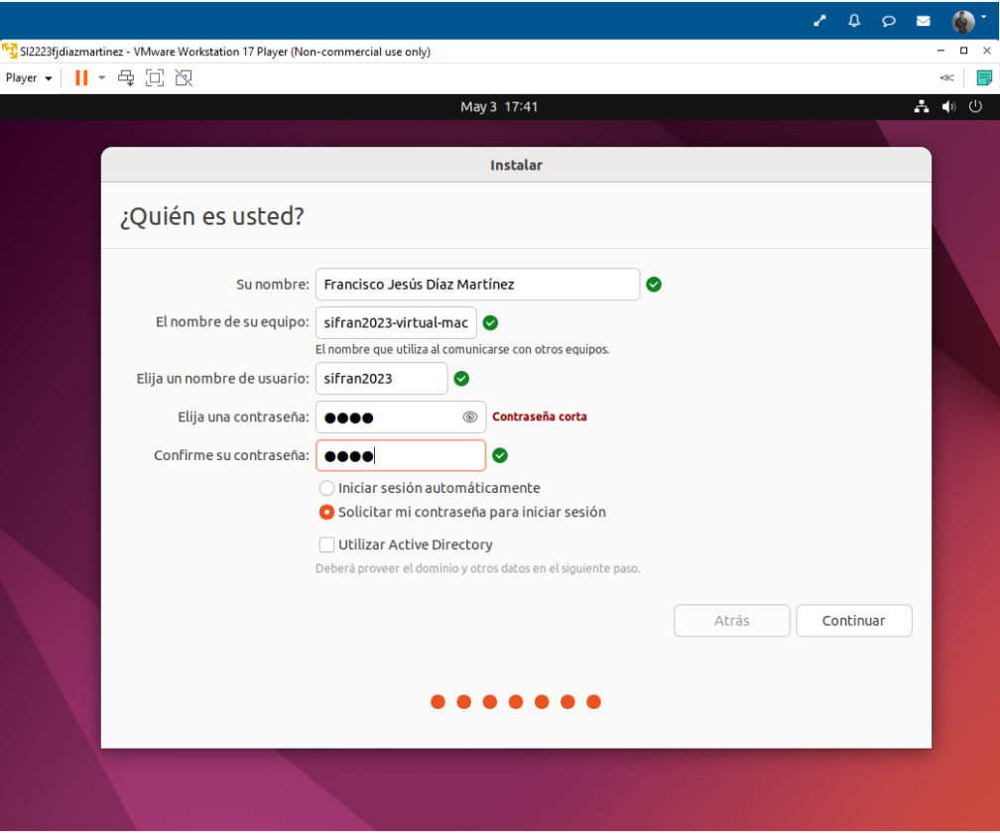 SI2223fjdiazmartinez - VMware Workstation 17 Player (Non-commercial use only)
Player
May 3 17:41
Instalar
¿Quién es usted?
Su nombre: Francisco Jesús Díaz Martínez
El nombre de su equipo: sifran2023-virtual-mac
El nombre que utiliza al comunicarse con otros equipos.
Elija un nombre de usuario: sifran2023
Elija una contraseña: ●●●● Contraseña corta
Confirme su contraseña: ●●●●
Iniciar sesión automáticamente
Solicitar mi contraseña para iniciar sesión
Utilizar Active Directory
Deberá proveer el dominio y otros datos en el siguiente paso.
Atrás Continuar